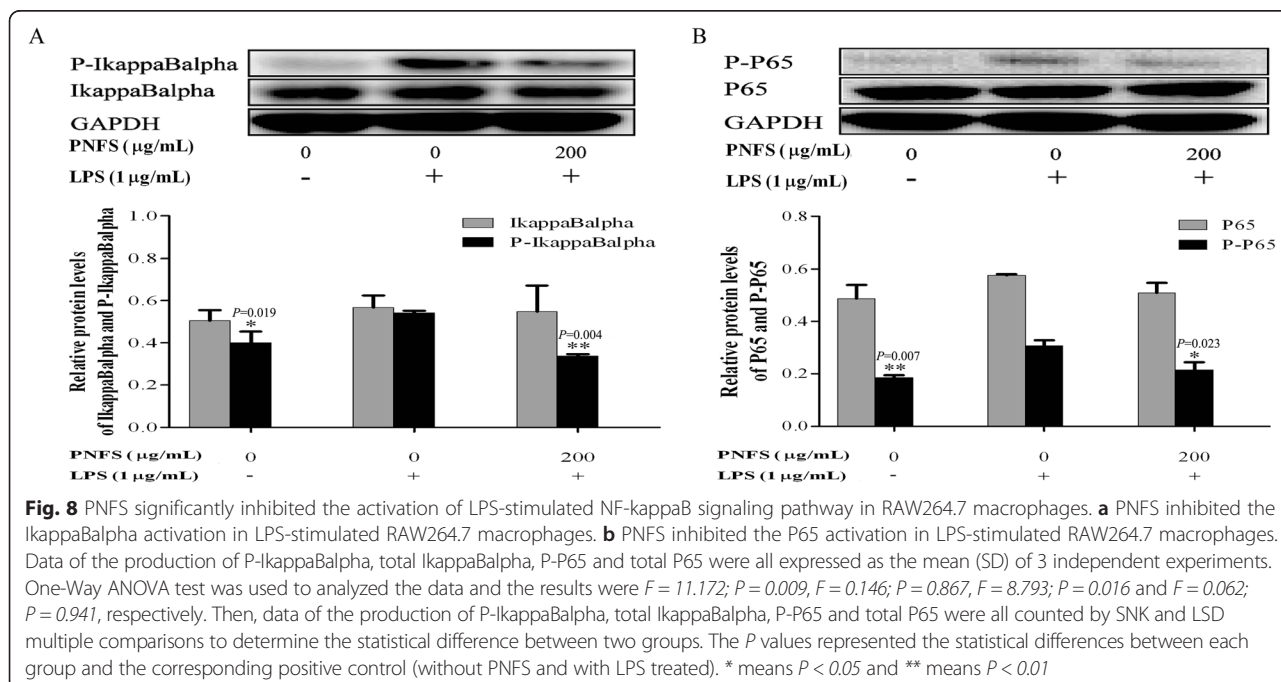 A
P-IkappaBalpha
IkappaBalpha
GAPDH
PNFS (μg/mL) 0 0 200
LPS (1 μg/mL) - + +
1.0
0.8
0.6
0.4
0.2
0.0
Relative protein levels
of IkappaBalpha and P-IkappaBalpha
IkappaBalpha
P-IkappaBalpha
P=0.019
*
P=0.004
**
PNFS (μg/mL) 0 0 200
LPS (1 μg/mL) - + +
B
P-P65
P65
GAPDH
PNFS (μg/mL) 0 0 200
LPS (1 μg/mL) - + +
0.8
0.6
0.4
0.2
0.0
Relative protein levels
of P65 and P-P65
P65
P-P65
P=0.007
**
P=0.023
*
PNFS (μg/mL) 0 0 200
LPS (1 μg/mL) - + +
Fig. 8 PNFS significantly inhibited the activation of LPS-stimulated NF-kappaB signaling pathway in RAW264.7 macrophages. a PNFS inhibited the
IkappaBalpha activation in LPS-stimulated RAW264.7 macrophages. b PNFS inhibited the P65 activation in LPS-stimulated RAW264.7 macrophages.
Data of the production of P-IkappaBalpha, total IkappaBalpha, P-P65 and total P65 were all expressed as the mean (SD) of 3 independent experiments.
One-Way ANOVA test was used to analyzed the data and the results were F = 11.172; P = 0.009, F = 0.146; P = 0.867, F = 8.793; P = 0.016 and F = 0.062;
P = 0.941, respectively. Then, data of the production of P-IkappaBalpha, total IkappaBalpha, P-P65 and total P65 were all counted by SNK and LSD
multiple comparisons to determine the statistical difference between two groups. The P values represented the statistical differences between each
group and the corresponding positive control (without PNFS and with LPS treated). * means P < 0.05 and ** means P < 0.01